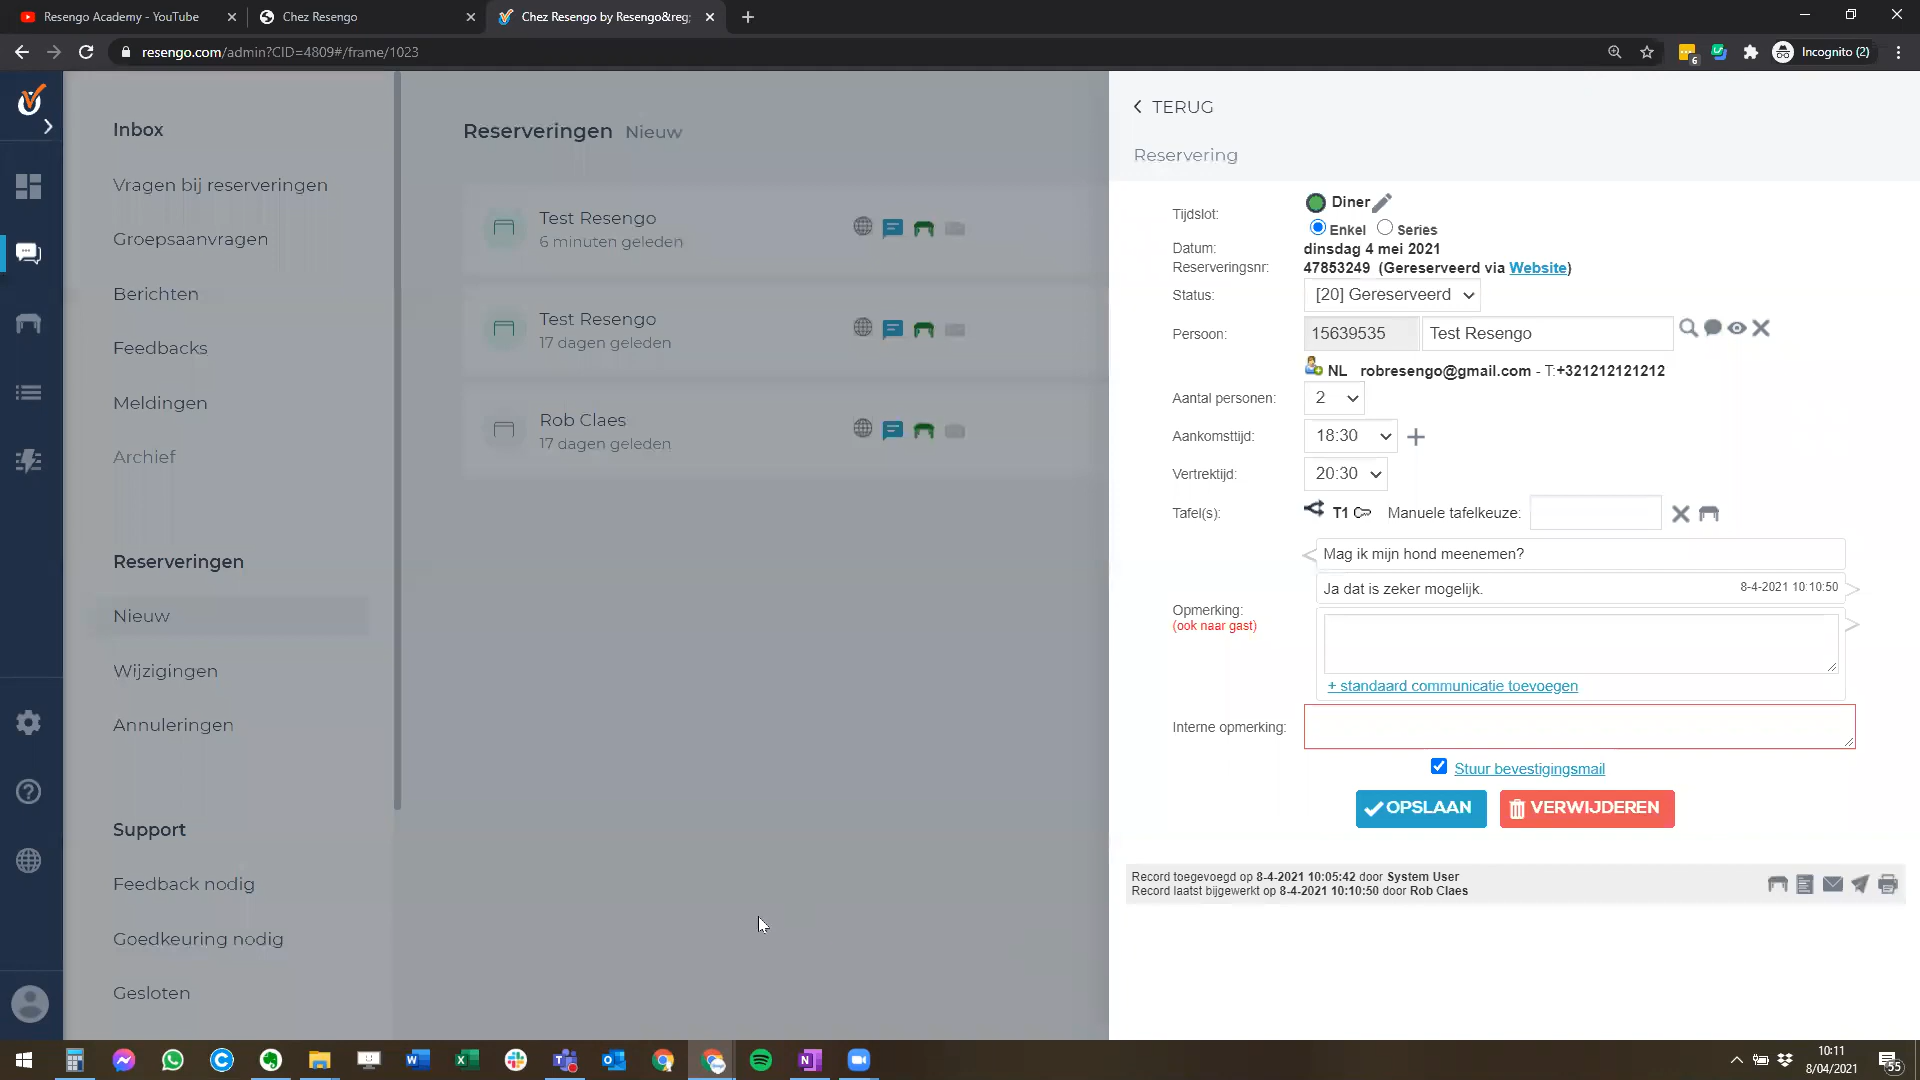 Resengo Academy - YouTube
Chez Resengo
Chez Resengo by Resengo&reg;
resengo.com/admin?CID=4809#/frame/1023
6
Incognito (2)
Inbox
Vragen bij reserveringen
Groepsaanvragen
Berichten
Feedbacks
Meldingen
Archief
Reserveringen
Nieuw
Wijzigingen
Annuleringen
Support
Feedback nodig
Goedkeuring nodig
Gesloten
Reserveringen Nieuw
Test Resengo
6 minuten geleden
Test Resengo
17 dagen geleden
Rob Claes
17 dagen geleden
TERUG
Reservering
Tijdslot: Diner
Enkel Series
Datum: dinsdag 4 mei 2021
Reserveringsnr: 47853249 (Gereserveerd via Website)
Status: [20] Gereserveerd
Persoon: 15639535 Test Resengo
NL robresengo@gmail.com - T:+321212121212
Aantal personen: 2
Aankomsttijd: 18:30
Vertrektijd: 20:30
Tafel(s): T1 Manuele tafelkeuze:
Mag ik mijn hond meenemen?
Ja dat is zeker mogelijk. 8-4-2021 10:10:50
Opmerking:
(ook naar gast)
+ standaard communicatie toevoegen
Interne opmerking:
Stuur bevestigingsmail
OPSLAAN VERWIJDEREN
Record toegevoegd op 8-4-2021 10:05:42 door System User
Record laatst bijgewerkt op 8-4-2021 10:10:50 door Rob Claes
10:11
8/04/2021
55